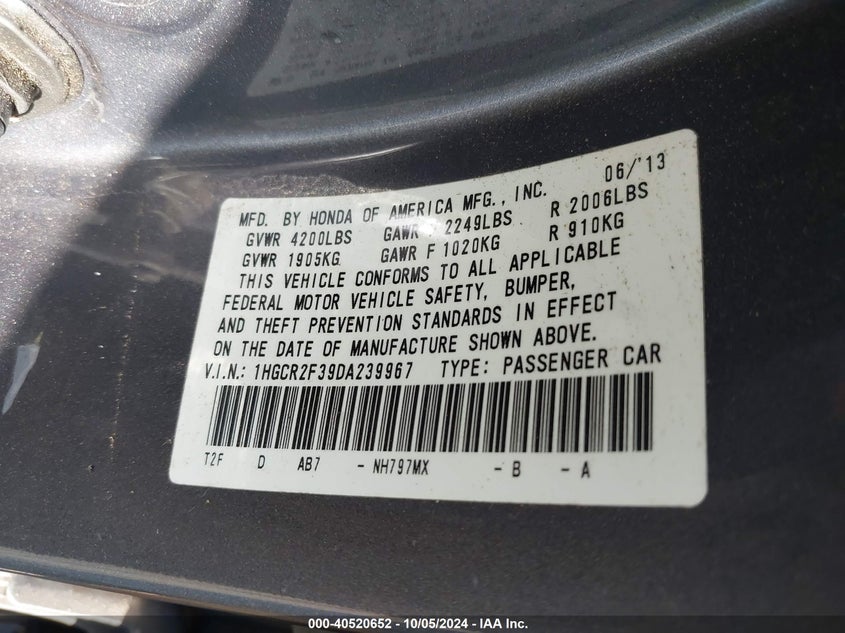 06/'13
MFD. BY HONDA OF AMERICA MFG., INC.
GVWR 4200LBS GAWR 2249LBS R 2006LBS
GVWR 1905KG GAWR F 1020KG R 910KG
THIS VEHICLE CONFORMS TO ALL APPLICABLE
FEDERAL MOTOR VEHICLE SAFETY, BUMPER,
AND THEFT PREVENTION STANDARDS IN EFFECT
ON THE DATE OF MANUFACTURE SHOWN ABOVE.
V.I.N.: 1HGCR2F39DA239967 TYPE: PASSENGER CAR
T2F D AB7 - NH797MX - B - A
000-40520652 - 10/05/2024 - IAA Inc.